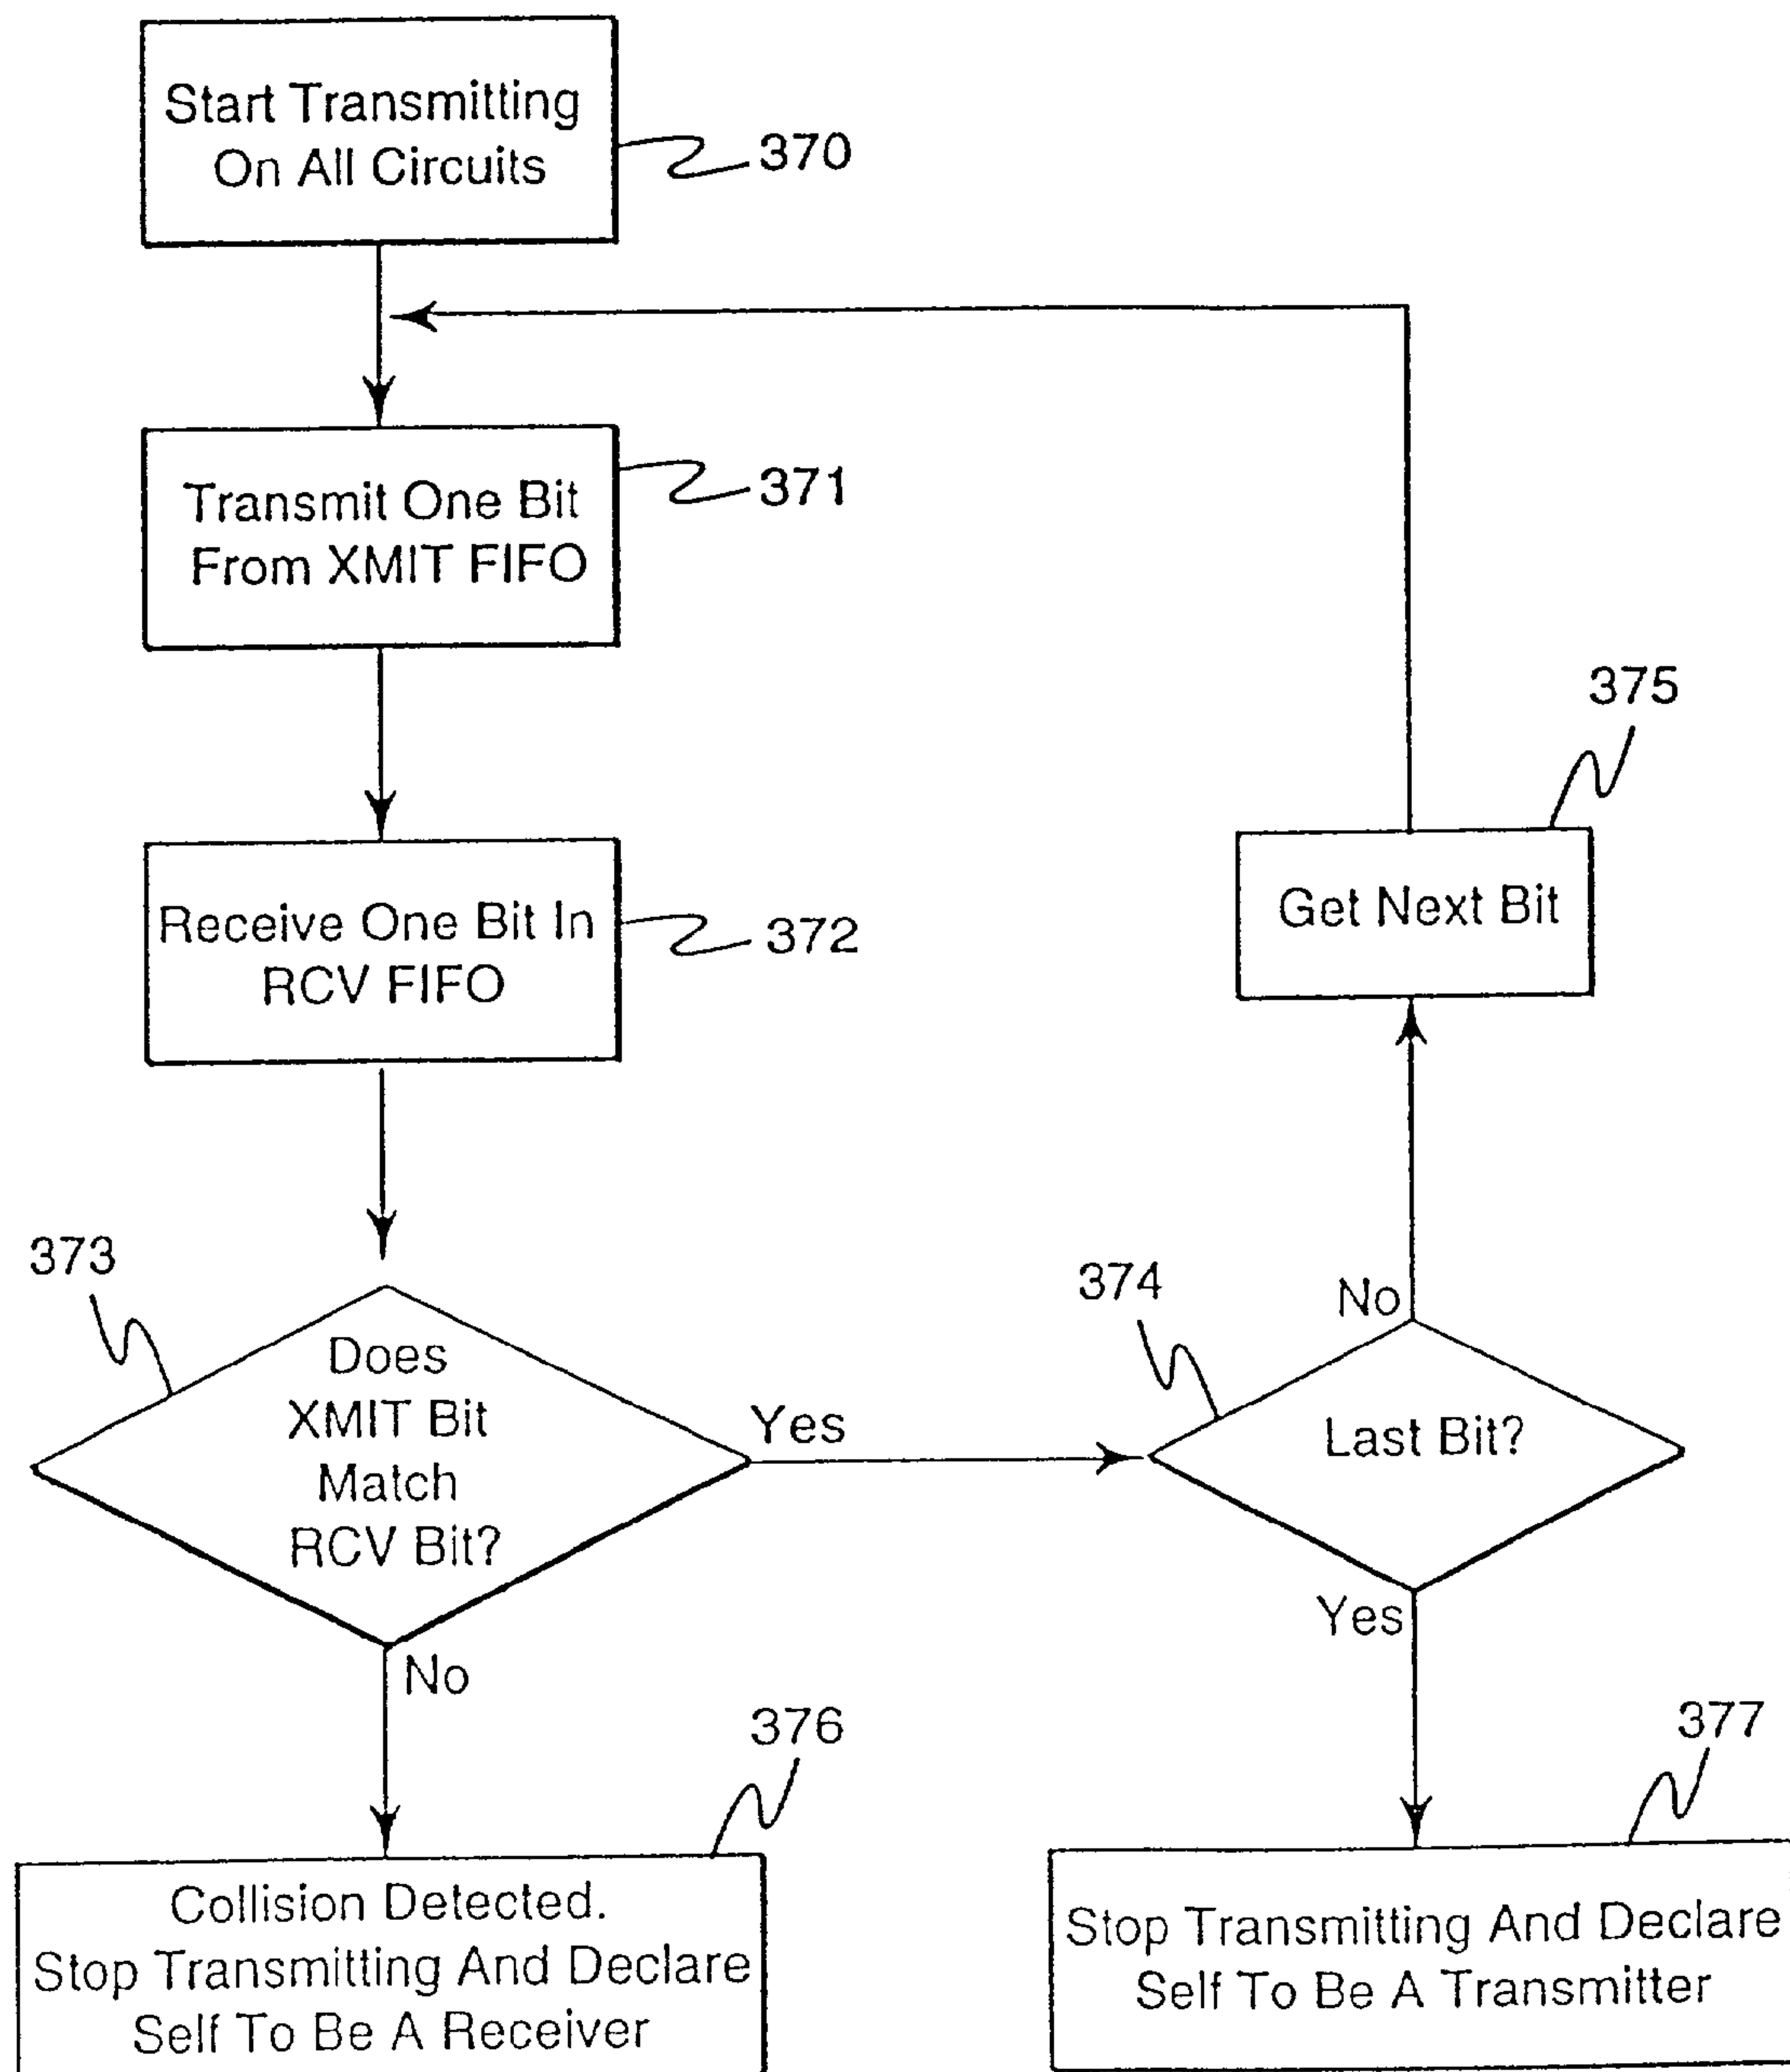 Start Transmitting
On All Circuits
370
Transmit One Bit
From XMIT FIFO
371
375
Receive One Bit In
RCV FIFO
372
Get Next Bit
373
Does
XMIT Bit
Match
RCV Bit?
Yes
No
374
No
Last Bit?
Yes
376
Collision Detected.
Stop Transmitting And Declare
Self To Be A Receiver
377
Stop Transmitting And Declare
Self To Be A Transmitter